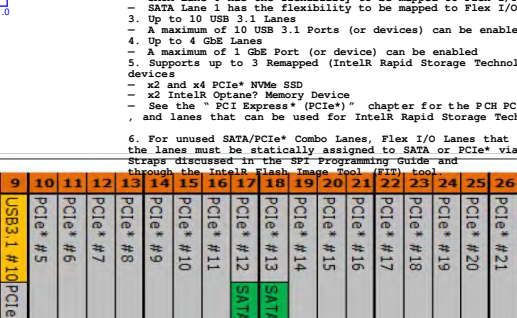 .0
— SATA Lane 1 has the flexibility to be mapped to Flex I/O
3. Up to 10 USB 3.1 Lanes
— A maximum of 10 USB 3.1 Ports (or devices) can be enable
4. Up to 4 GbE Lanes
— A maximum of 1 GbE Port (or device) can be enabled
5. Supports up to 3 Remapped (IntelR Rapid Storage Technol
devices
— x2 and x4 PCIe* NVMe SSD
— x2 IntelR Optane? Memory Device
— See the “ PCI Express* (PCIe*)” chapter for the PCH PC
, and lanes that can be used for IntelR Rapid Storage Tech
6. For unused SATA/PCIe* Combo Lanes, Flex I/O Lanes that
the lanes must be statically assigned to SATA or PCIe* via
Straps discussed in the SPI Programming Guide and
through the IntelR Flash Image Tool (FIT) tool.
9 10 11 12 13 14 15 16 17 18 19 20 21 22 23 24 25 26
USB3.1 #10
PCIe
PCIe* #5
PCIe* #6
PCIe* #7
PCIe* #8
PCIe* #9
PCIe* #10
PCIe* #11
PCIe* #12
SATA
PCIe* #13
SATA
PCIe* #14
PCIe* #15
PCIe* #16
PCIe* #17
PCIe* #18
PCIe* #19
PCIe* #20
PCIe* #21